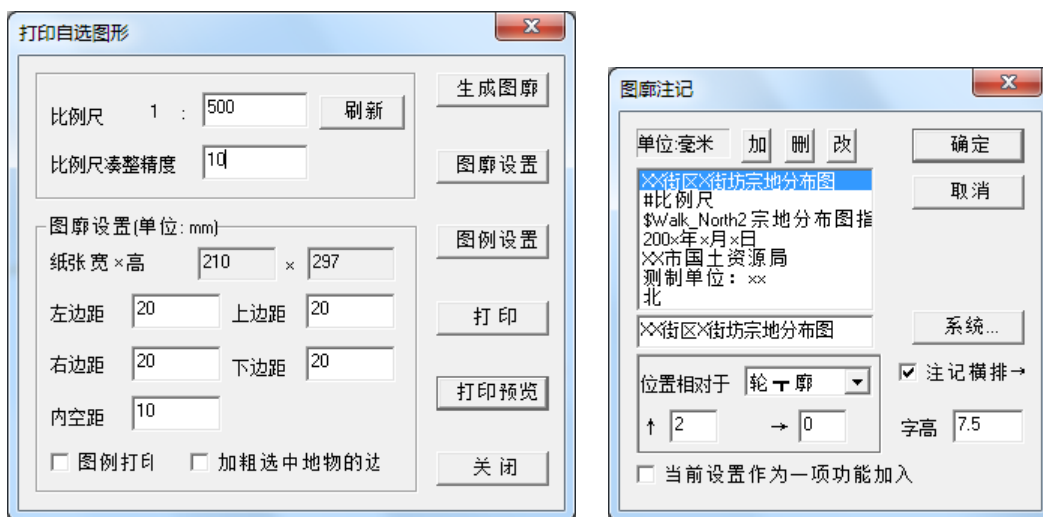 打印自选图形
比例尺 1 : 500 刷新
比例尺凑整精度 10
图廓设置(单位: mm)
纸张 宽×高 210 × 297
左边距 20 上边距 20
右边距 20 下边距 20
内空距 10
图例打印 加粗选中地物的边
生成图廓
图廓设置
图例设置
打 印
打印预览
关 闭
图廓注记
单位:毫米 加 删 改
XX街区X街坊宗地分布图
#比例尺
$Walk_North2 宗地分布图指
200×年×月×日
XX市国土资源局
测制单位：××
北
XX街区X街坊宗地分布图
位置相对于 轮┳廓
↑ 2 → 0
当前设置作为一项功能加入
确定
取消
系统...
注记横排→
字高 7.5